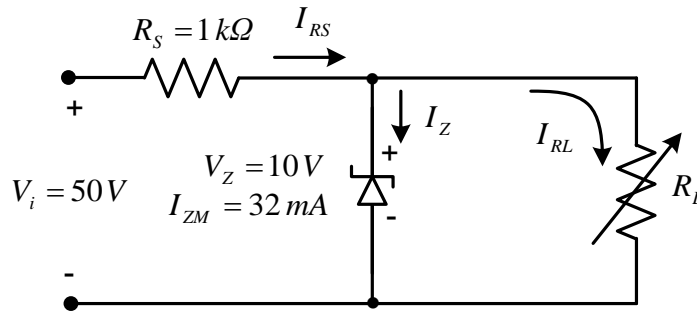 R_S = 1 kΩ
I_RS
+
I_Z
+
I_RL
V_Z = 10 V
V_i = 50 V
I_ZM = 32 mA
-
R_L
-